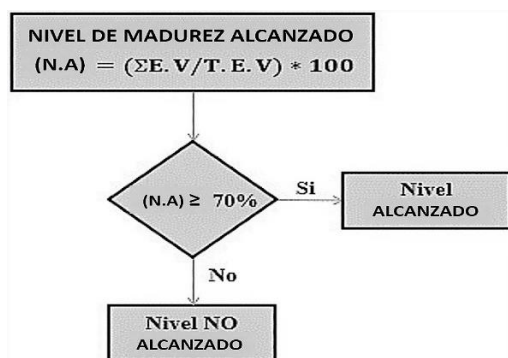 NIVEL DE MADUREZ ALCANZADO
(N.A) = (ΣE.V/T.E.V) * 100
(N.A) ≥ 70%
Si
Nivel
ALCANZADO
No
Nivel NO
ALCANZADO